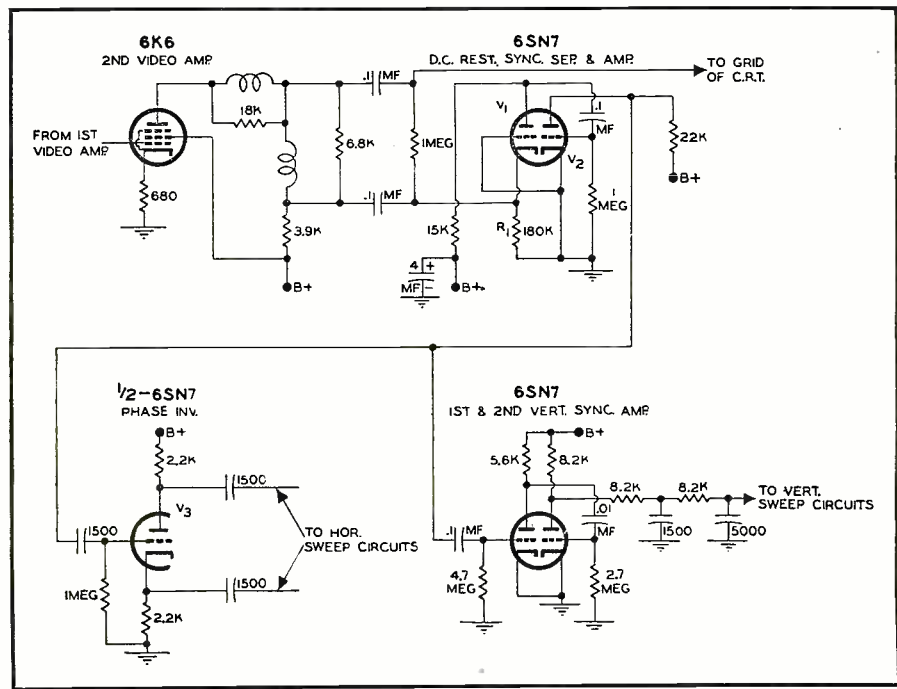 6K6
2ND VIDEO AMP.
FROM 1ST
VIDEO AMP.
680
18K
3.9K
B+
6.8K
.1 MF
.1 MF
1MEG
6SN7
D.C. REST., SYNC. SEP. & AMP.
TO GRID
OF C.R.T.
V1
V2
.1
MF
22K
B+
1
MEG
15K
R1 180K
4 +
MF –
B+
1/2-6SN7
PHASE INV.
B+
2.2K
V3
1500
1500
1500
1MEG
2.2K
TO HOR.
SWEEP CIRCUITS
6SN7
1ST & 2ND VERT. SYNC. AMP.
B+
5.6K
8.2K
8.2K
8.2K
TO VERT.
SWEEP CIRCUITS
.01
MF
1500
5000
.1 MF
4.7
MEG
2.7
MEG